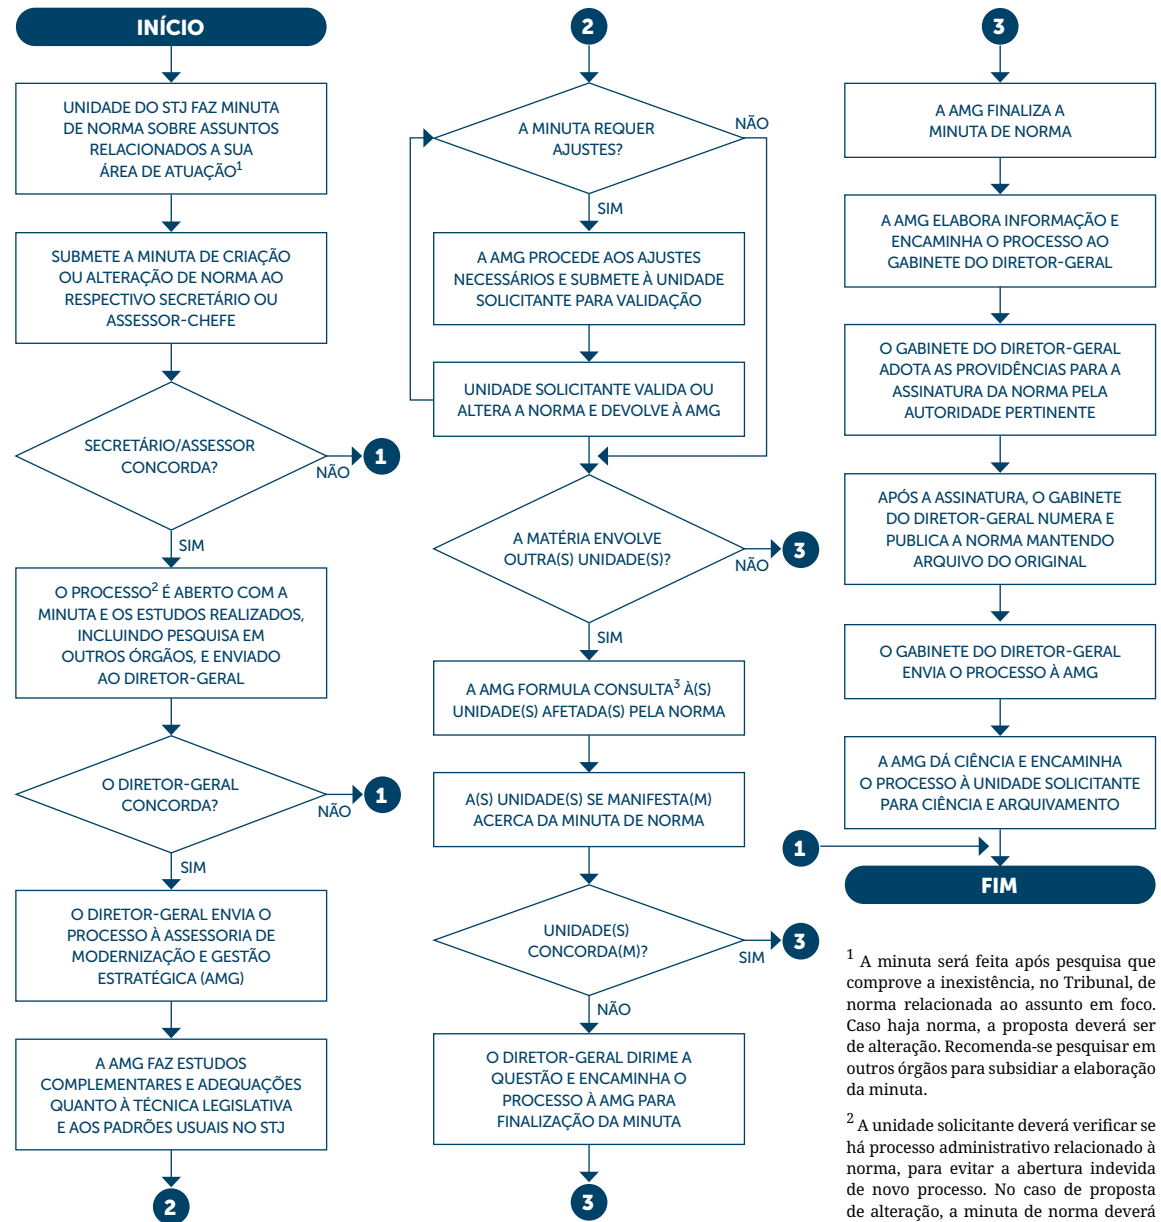 INÍCIO
UNIDADE DO STJ FAZ MINUTA
DE NORMA SOBRE ASSUNTOS
RELACIONADOS A SUA
ÁREA DE ATUAÇÃO1
SUBMETE A MINUTA DE CRIAÇÃO
OU ALTERAÇÃO DE NORMA AO
RESPECTIVO SECRETÁRIO OU
ASSESSOR-CHEFE
SECRETÁRIO/ASSESSOR
CONCORDA?
NÃO
1
SIM
O PROCESSO2 É ABERTO COM A
MINUTA E OS ESTUDOS REALIZADOS,
INCLUINDO PESQUISA EM
OUTROS ÓRGÃOS, E ENVIADO
AO DIRETOR-GERAL
O DIRETOR-GERAL
CONCORDA?
NÃO
1
SIM
O DIRETOR-GERAL ENVIA O
PROCESSO À ASSESSORIA DE
MODERNIZAÇÃO E GESTÃO
ESTRATÉGICA (AMG)
A AMG FAZ ESTUDOS
COMPLEMENTARES E ADEQUAÇÕES
QUANTO À TÉCNICA LEGISLATIVA
E AOS PADRÕES USUAIS NO STJ
2
2
A MINUTA REQUER
AJUSTES?
NÃO
SIM
A AMG PROCEDE AOS AJUSTES
NECESSÁRIOS E SUBMETE À UNIDADE
SOLICITANTE PARA VALIDAÇÃO
UNIDADE SOLICITANTE VALIDA OU
ALTERA A NORMA E DEVOLVE À AMG
A MATÉRIA ENVOLVE
OUTRA(S) UNIDADE(S)?
NÃO
3
SIM
A AMG FORMULA CONSULTA3 À(S)
UNIDADE(S) AFETADA(S) PELA NORMA
A(S) UNIDADE(S) SE MANIFESTA(M)
ACERCA DA MINUTA DE NORMA
UNIDADE(S)
CONCORDA(M)?
SIM
3
NÃO
O DIRETOR-GERAL DIRIME A
QUESTÃO E ENCAMINHA O
PROCESSO À AMG PARA
FINALIZAÇÃO DA MINUTA
3
3
A AMG FINALIZA A
MINUTA DE NORMA
A AMG ELABORA INFORMAÇÃO E
ENCAMINHA O PROCESSO AO
GABINETE DO DIRETOR-GERAL
O GABINETE DO DIRETOR-GERAL
ADOTA AS PROVIDÊNCIAS PARA A
ASSINATURA DA NORMA PELA
AUTORIDADE PERTINENTE
APÓS A ASSINATURA, O GABINETE
DO DIRETOR-GERAL NUMERA E
PUBLICA A NORMA MANTENDO
ARQUIVO DO ORIGINAL
O GABINETE DO DIRETOR-GERAL
ENVIA O PROCESSO À AMG
A AMG DÁ CIÊNCIA E ENCAMINHA
O PROCESSO À UNIDADE SOLICITANTE
PARA CIÊNCIA E ARQUIVAMENTO
1
FIM
1 A minuta será feita após pesquisa que
comprove a inexistência, no Tribunal, de
norma relacionada ao assunto em foco.
Caso haja norma, a proposta deverá ser
de alteração. Recomenda-se pesquisar em
outros órgãos para subsidiar a elaboração
da minuta.
2 A unidade solicitante deverá verificar se
há processo administrativo relacionado à
norma, para evitar a abertura indevida
de novo processo. No caso de proposta
de alteração, a minuta de norma deverá